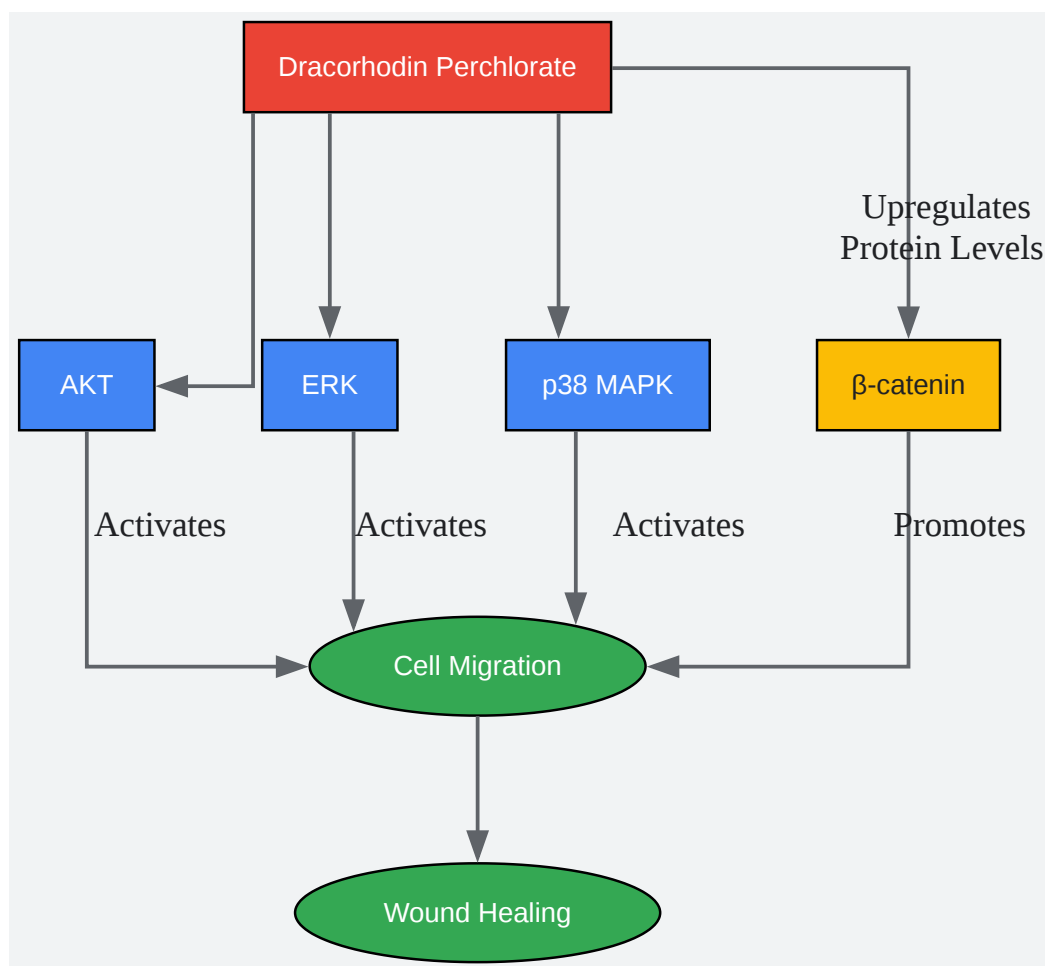 Dracorhodin Perchlorate
Upregulates
Protein Levels
AKT
ERK
p38 MAPK
β-catenin
Activates
Activates
Activates
Promotes
Cell Migration
Wound Healing